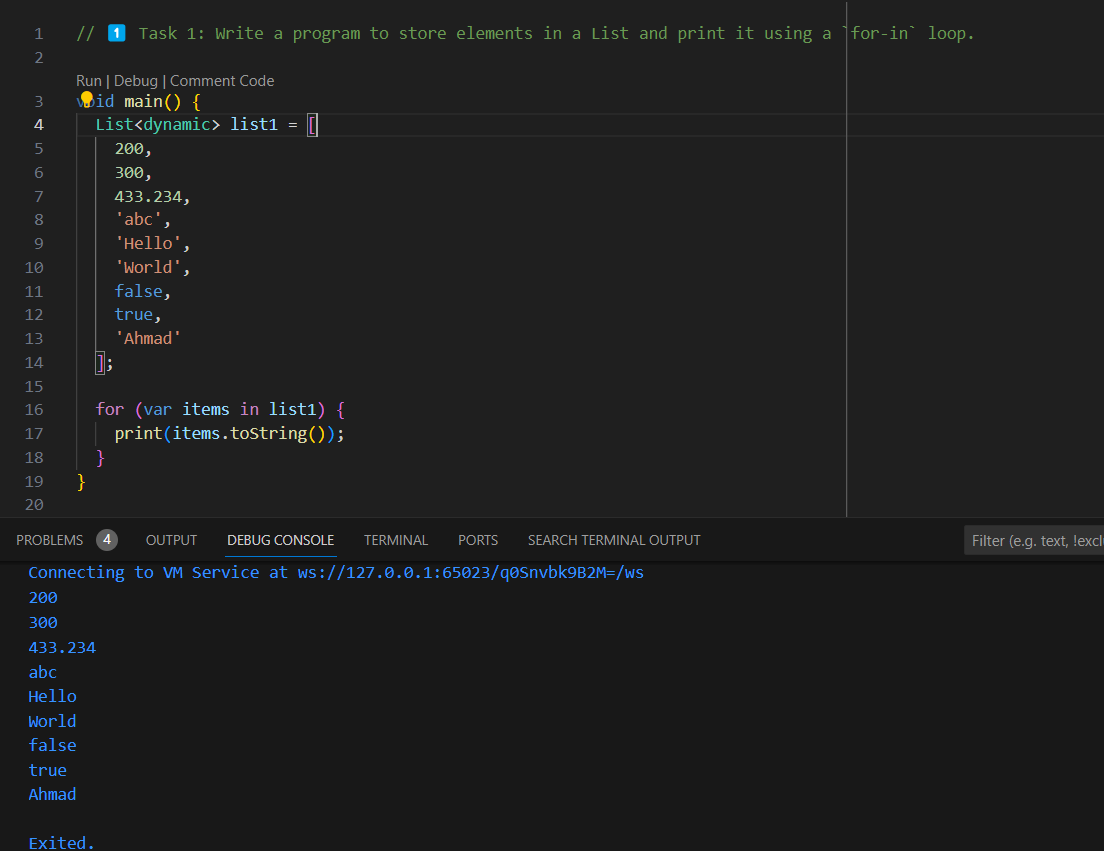 1 // 1️⃣ Task 1: Write a program to store elements in a List and print it using a `for-in` loop.
2
Run | Debug | Comment Code
3 void main() {
4 List<dynamic> list1 = [
5 200,
6 300,
7 433.234,
8 'abc',
9 'Hello',
10 'World',
11 false,
12 true,
13 'Ahmad'
14 ];
15
16 for (var items in list1) {
17 print(items.toString());
18 }
19 }
20
PROBLEMS 4 OUTPUT DEBUG CONSOLE TERMINAL PORTS SEARCH TERMINAL OUTPUT Filter (e.g. text, !exclu
Connecting to VM Service at ws://127.0.0.1:65023/q0Snvbk9B2M=/ws
200
300
433.234
abc
Hello
World
false
true
Ahmad
Exited.